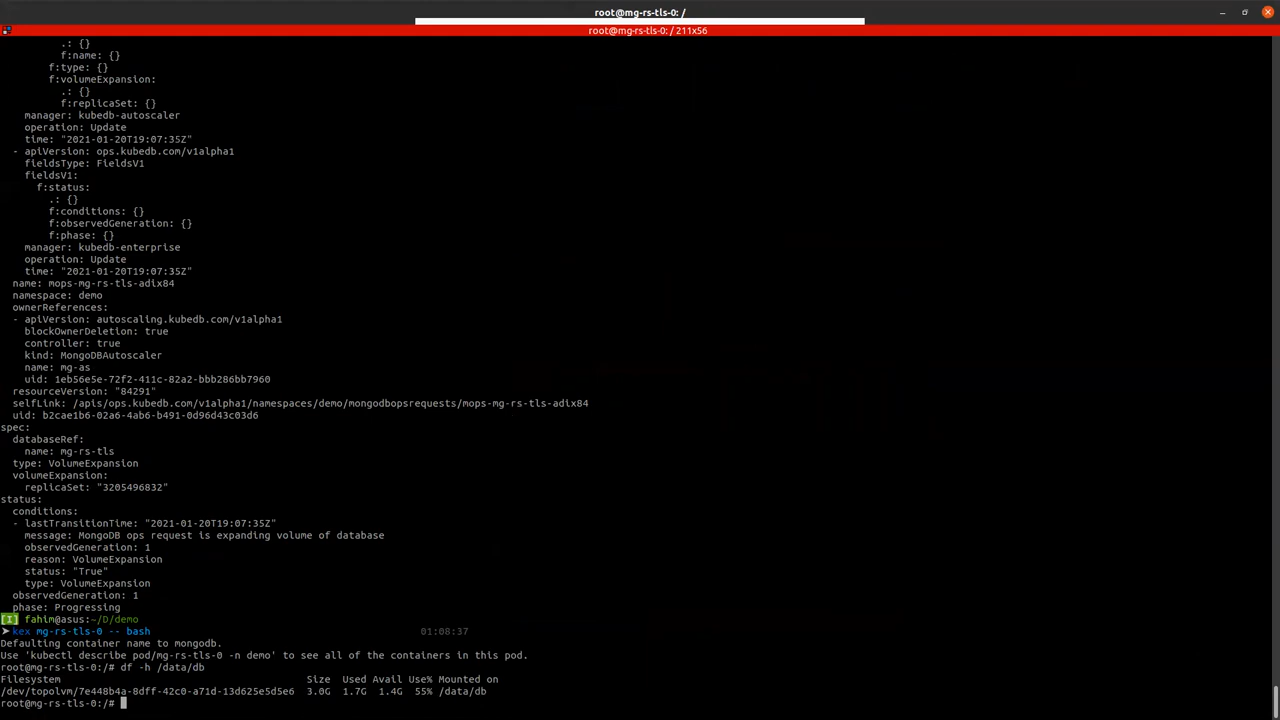 root@mg-rs-tls-0: /
root@mg-rs-tls-0: / 211x56
.: {}
f:name: {}
f:type: {}
f:volumeExpansion:
.: {}
f:replicaSet: {}
manager: kubedb-autoscaler
operation: Update
time: "2021-01-20T19:07:35Z"
- apiVersion: ops.kubedb.com/v1alpha1
fieldsType: FieldsV1
fieldsV1:
f:status:
.: {}
f:conditions: {}
f:observedGeneration: {}
f:phase: {}
manager: kubedb-enterprise
operation: Update
time: "2021-01-20T19:07:35Z"
name: mops-mg-rs-tls-adix84
namespace: demo
ownerReferences:
- apiVersion: autoscaling.kubedb.com/v1alpha1
blockOwnerDeletion: true
controller: true
kind: MongoDBAutoscaler
name: mg-as
uid: 1eb56e5e-72f2-411c-82a2-bbb286bb7960
resourceVersion: "84291"
selfLink: /apis/ops.kubedb.com/v1alpha1/namespaces/demo/mongodbopsrequests/mops-mg-rs-tls-adix84
uid: b2cae1b6-02a6-4ab6-b491-0d96d43c03d6
spec:
databaseRef:
name: mg-rs-tls
type: VolumeExpansion
volumeExpansion:
replicaSet: "3205496832"
status:
conditions:
- lastTransitionTime: "2021-01-20T19:07:35Z"
message: MongoDB ops request is expanding volume of database
observedGeneration: 1
reason: VolumeExpansion
status: "True"
type: VolumeExpansion
observedGeneration: 1
phase: Progressing
[I] fahim@asus:~/D/demo
➤ kex mg-rs-tls-0 -- bash 01:08:37
Defaulting container name to mongodb.
Use 'kubectl describe pod/mg-rs-tls-0 -n demo' to see all of the containers in this pod.
root@mg-rs-tls-0:/# df -h /data/db
Filesystem Size Used Avail Use% Mounted on
/dev/topolvm/7e448b4a-8dff-42c0-a71d-13d625e5d5e6 3.0G 1.7G 1.4G 55% /data/db
root@mg-rs-tls-0:/#